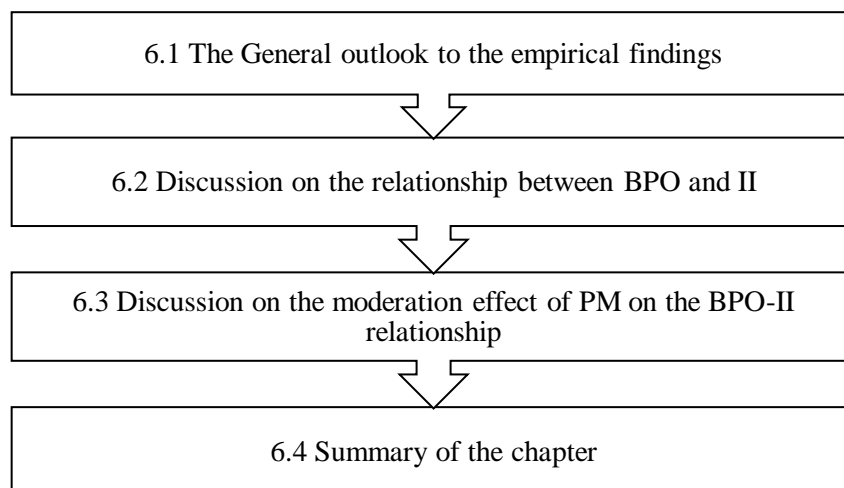 6.1 The General outlook to the empirical findings
6.2 Discussion on the relationship between BPO and II
6.3 Discussion on the moderation effect of PM on the BPO-II
relationship
6.4 Summary of the chapter